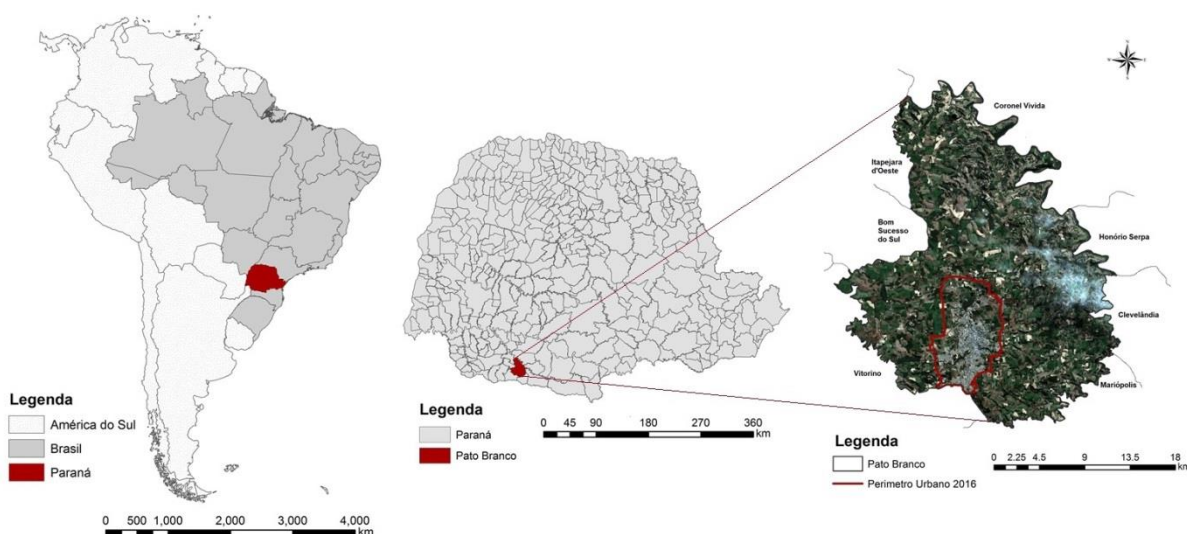 Legenda
América do Sul
Brasil
Paraná
0 500 1,000 2,000 3,000 4,000
km
Legenda
Paraná
Pato Branco
0 45 90 180 270 360
km
Coronel Vivida
Itapejara
d'Oeste
Bom
Sucesso
do Sul
Honório Serpa
Clevelândia
Vitorino
Mariópolis
Legenda
Pato Branco
Perimetro Urbano 2016
0 2.25 4.5 9 13.5 18
km